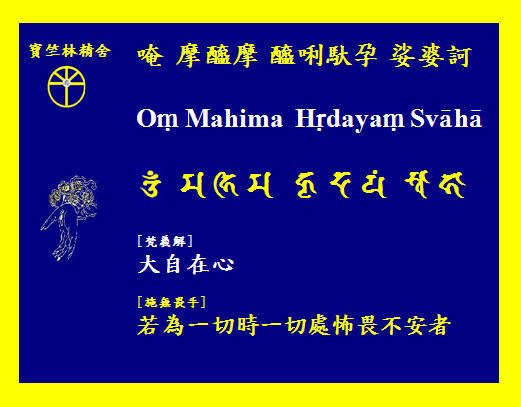 寶竺林精舍
唵 摩醯摩 醯唎馱孕 娑婆訶
Oṃ Mahima Hṛdayaṃ Svāhā
[梵義解]
大自在心
[施無畏手]
若為一切時一切處怖畏不安者